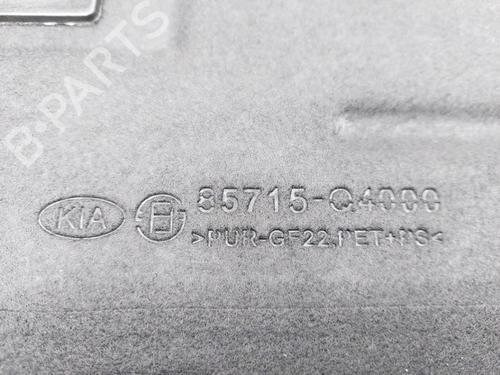 B-PARTS
KIA 85715-Q4000
>PUR-GF22,PET+PS<